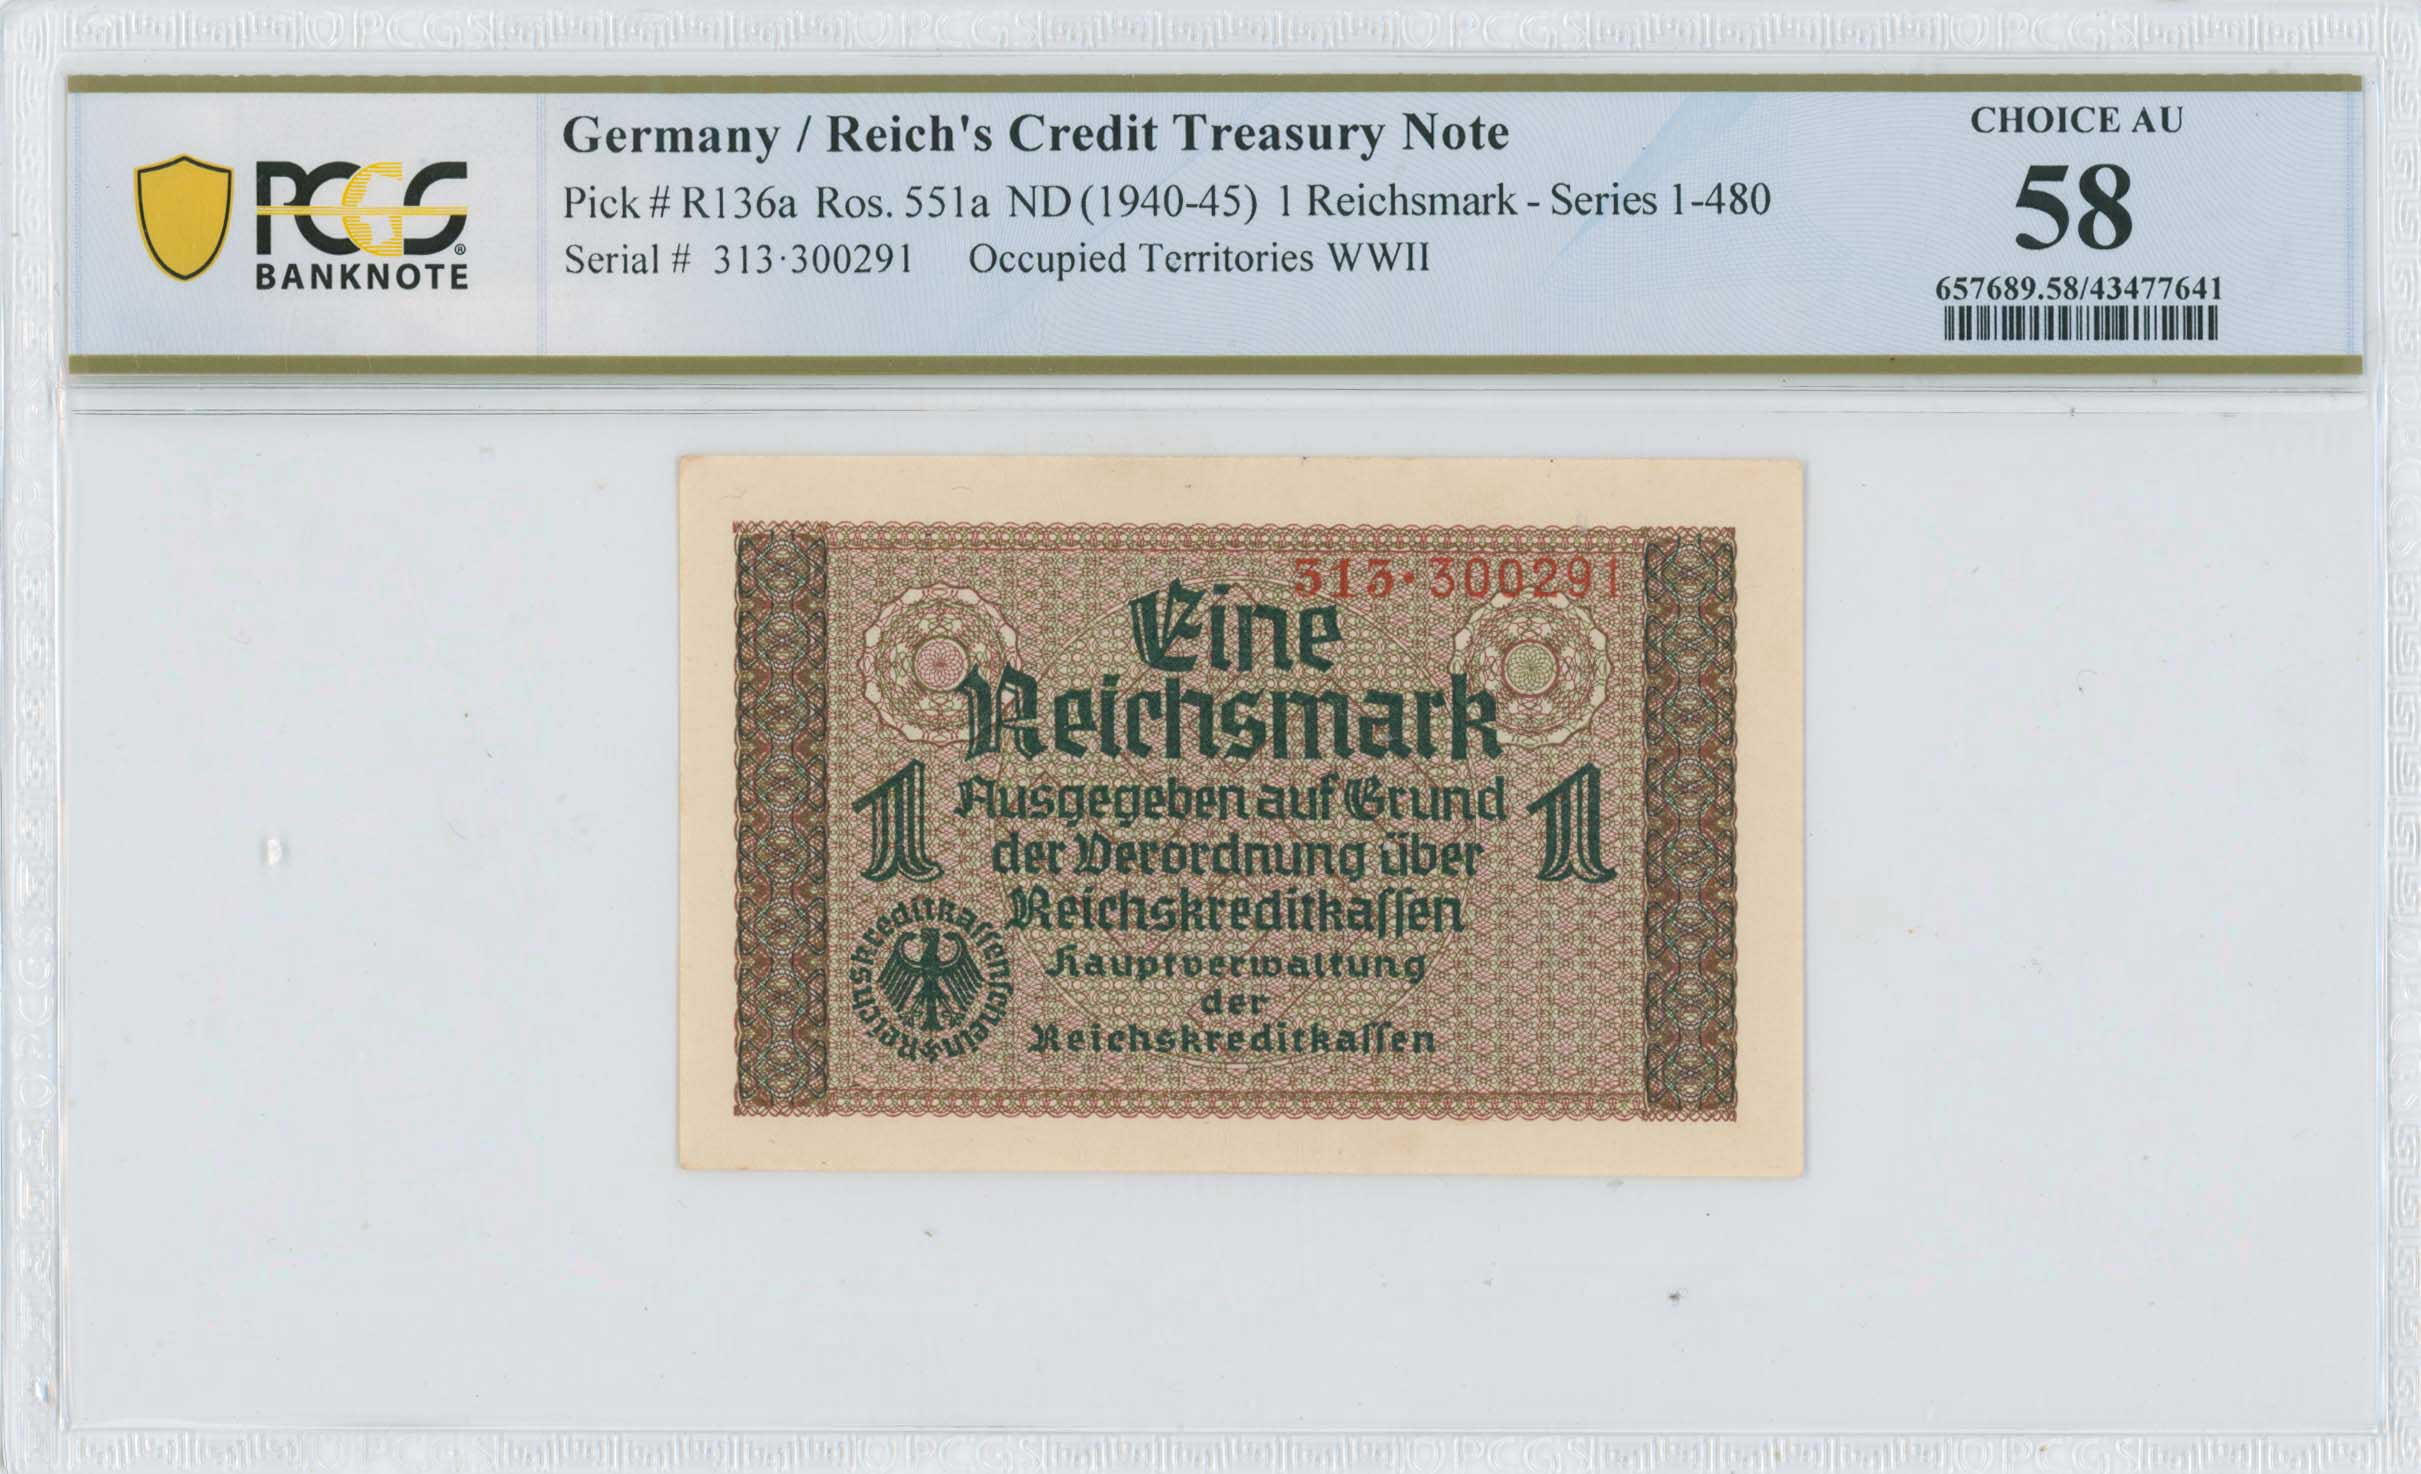 PCGS
BANKNOTE
Germany / Reich's Credit Treasury Note
Pick # R136a Ros. 551a ND (1940-45) 1 Reichsmark - Series 1-480
Serial # 313·300291 Occupied Territories WWII
CHOICE AU
58
657689.58/43477641
313·300291
Eine
Reichsmark
1 Ausgegeben auf Grund 1
der Verordnung über
Reichskreditkaſſen
Hauptverwaltung
der
Reichskreditkaſſen
Reichskreditkaſſenſchein